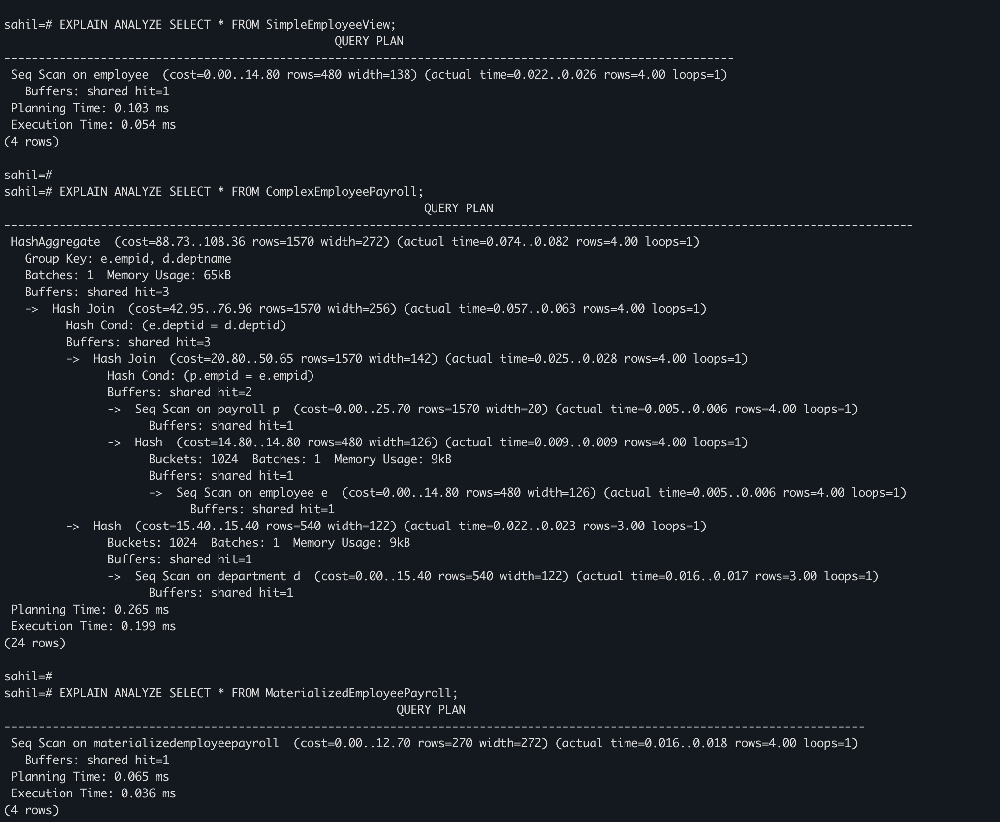 sahil=# EXPLAIN ANALYZE SELECT * FROM SimpleEmployeeView;
                                                QUERY PLAN
----------------------------------------------------------------------------------------------------------
 Seq Scan on employee  (cost=0.00..14.80 rows=480 width=138) (actual time=0.022..0.026 rows=4.00 loops=1)
   Buffers: shared hit=1
 Planning Time: 0.103 ms
 Execution Time: 0.054 ms
(4 rows)

sahil=#
sahil=# EXPLAIN ANALYZE SELECT * FROM ComplexEmployeePayroll;
                                                             QUERY PLAN
------------------------------------------------------------------------------------------------------------------------------------
 HashAggregate  (cost=88.73..108.36 rows=1570 width=272) (actual time=0.074..0.082 rows=4.00 loops=1)
   Group Key: e.empid, d.deptname
   Batches: 1  Memory Usage: 65kB
   Buffers: shared hit=3
   ->  Hash Join  (cost=42.95..76.96 rows=1570 width=256) (actual time=0.057..0.063 rows=4.00 loops=1)
         Hash Cond: (e.deptid = d.deptid)
         Buffers: shared hit=3
         ->  Hash Join  (cost=20.80..50.65 rows=1570 width=142) (actual time=0.025..0.028 rows=4.00 loops=1)
               Hash Cond: (p.empid = e.empid)
               Buffers: shared hit=2
               ->  Seq Scan on payroll p  (cost=0.00..25.70 rows=1570 width=20) (actual time=0.005..0.006 rows=4.00 loops=1)
                     Buffers: shared hit=1
               ->  Hash  (cost=14.80..14.80 rows=480 width=126) (actual time=0.009..0.009 rows=4.00 loops=1)
                     Buckets: 1024  Batches: 1  Memory Usage: 9kB
                     Buffers: shared hit=1
                     ->  Seq Scan on employee e  (cost=0.00..14.80 rows=480 width=126) (actual time=0.005..0.006 rows=4.00 loops=1)
                           Buffers: shared hit=1
         ->  Hash  (cost=15.40..15.40 rows=540 width=122) (actual time=0.022..0.023 rows=3.00 loops=1)
               Buckets: 1024  Batches: 1  Memory Usage: 9kB
               Buffers: shared hit=1
               ->  Seq Scan on department d  (cost=0.00..15.40 rows=540 width=122) (actual time=0.016..0.017 rows=3.00 loops=1)
                     Buffers: shared hit=1
 Planning Time: 0.265 ms
 Execution Time: 0.199 ms
(24 rows)

sahil=#
sahil=# EXPLAIN ANALYZE SELECT * FROM MaterializedEmployeePayroll;
                                                         QUERY PLAN
-----------------------------------------------------------------------------------------------------------------------------
 Seq Scan on materializedemployeepayroll  (cost=0.00..12.70 rows=270 width=272) (actual time=0.016..0.018 rows=4.00 loops=1)
   Buffers: shared hit=1
 Planning Time: 0.065 ms
 Execution Time: 0.036 ms
(4 rows)